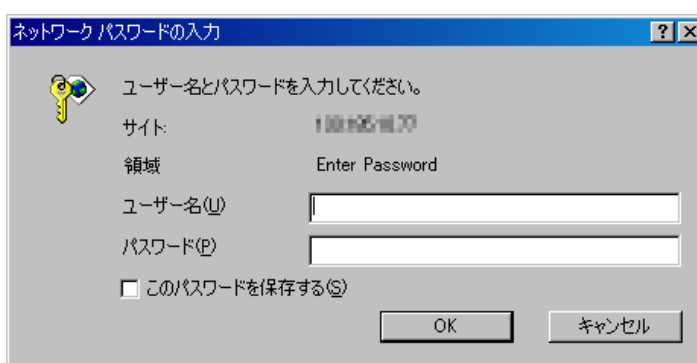 ネットワーク パスワードの入力
ユーザー名とパスワードを入力してください。
サイト:
領域 Enter Password
ユーザー名(U)
パスワード(P)
このパスワードを保存する(S)
OK キャンセル